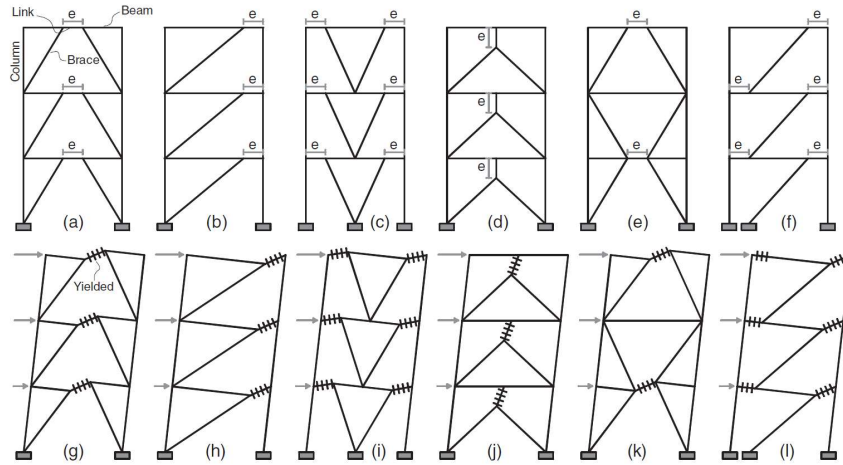 e e e e e
Link Beam
e
Column
Brace
e e e e e e e
e e e e e e e e
(a) (b) (c) (d) (e) (f)
Yielded
(g) (h) (i) (j) (k) (l)